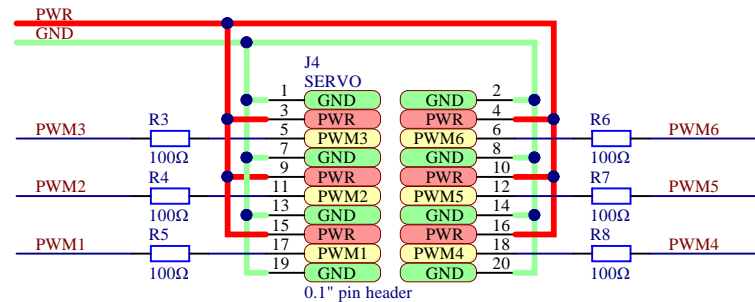 PWR
GND
J4
SERVO
1 GND GND 2
3 PWR PWR 4
PWM3 R3 100Ω 5 PWM3 PWM6 6 R6 100Ω PWM6
7 GND GND 8
9 PWR PWR 10
PWM2 R4 100Ω 11 PWM2 PWM5 12 R7 100Ω PWM5
13 GND GND 14
15 PWR PWR 16
PWM1 R5 100Ω 17 PWM1 PWM4 18 R8 100Ω PWM4
19 GND GND 20
0.1" pin header